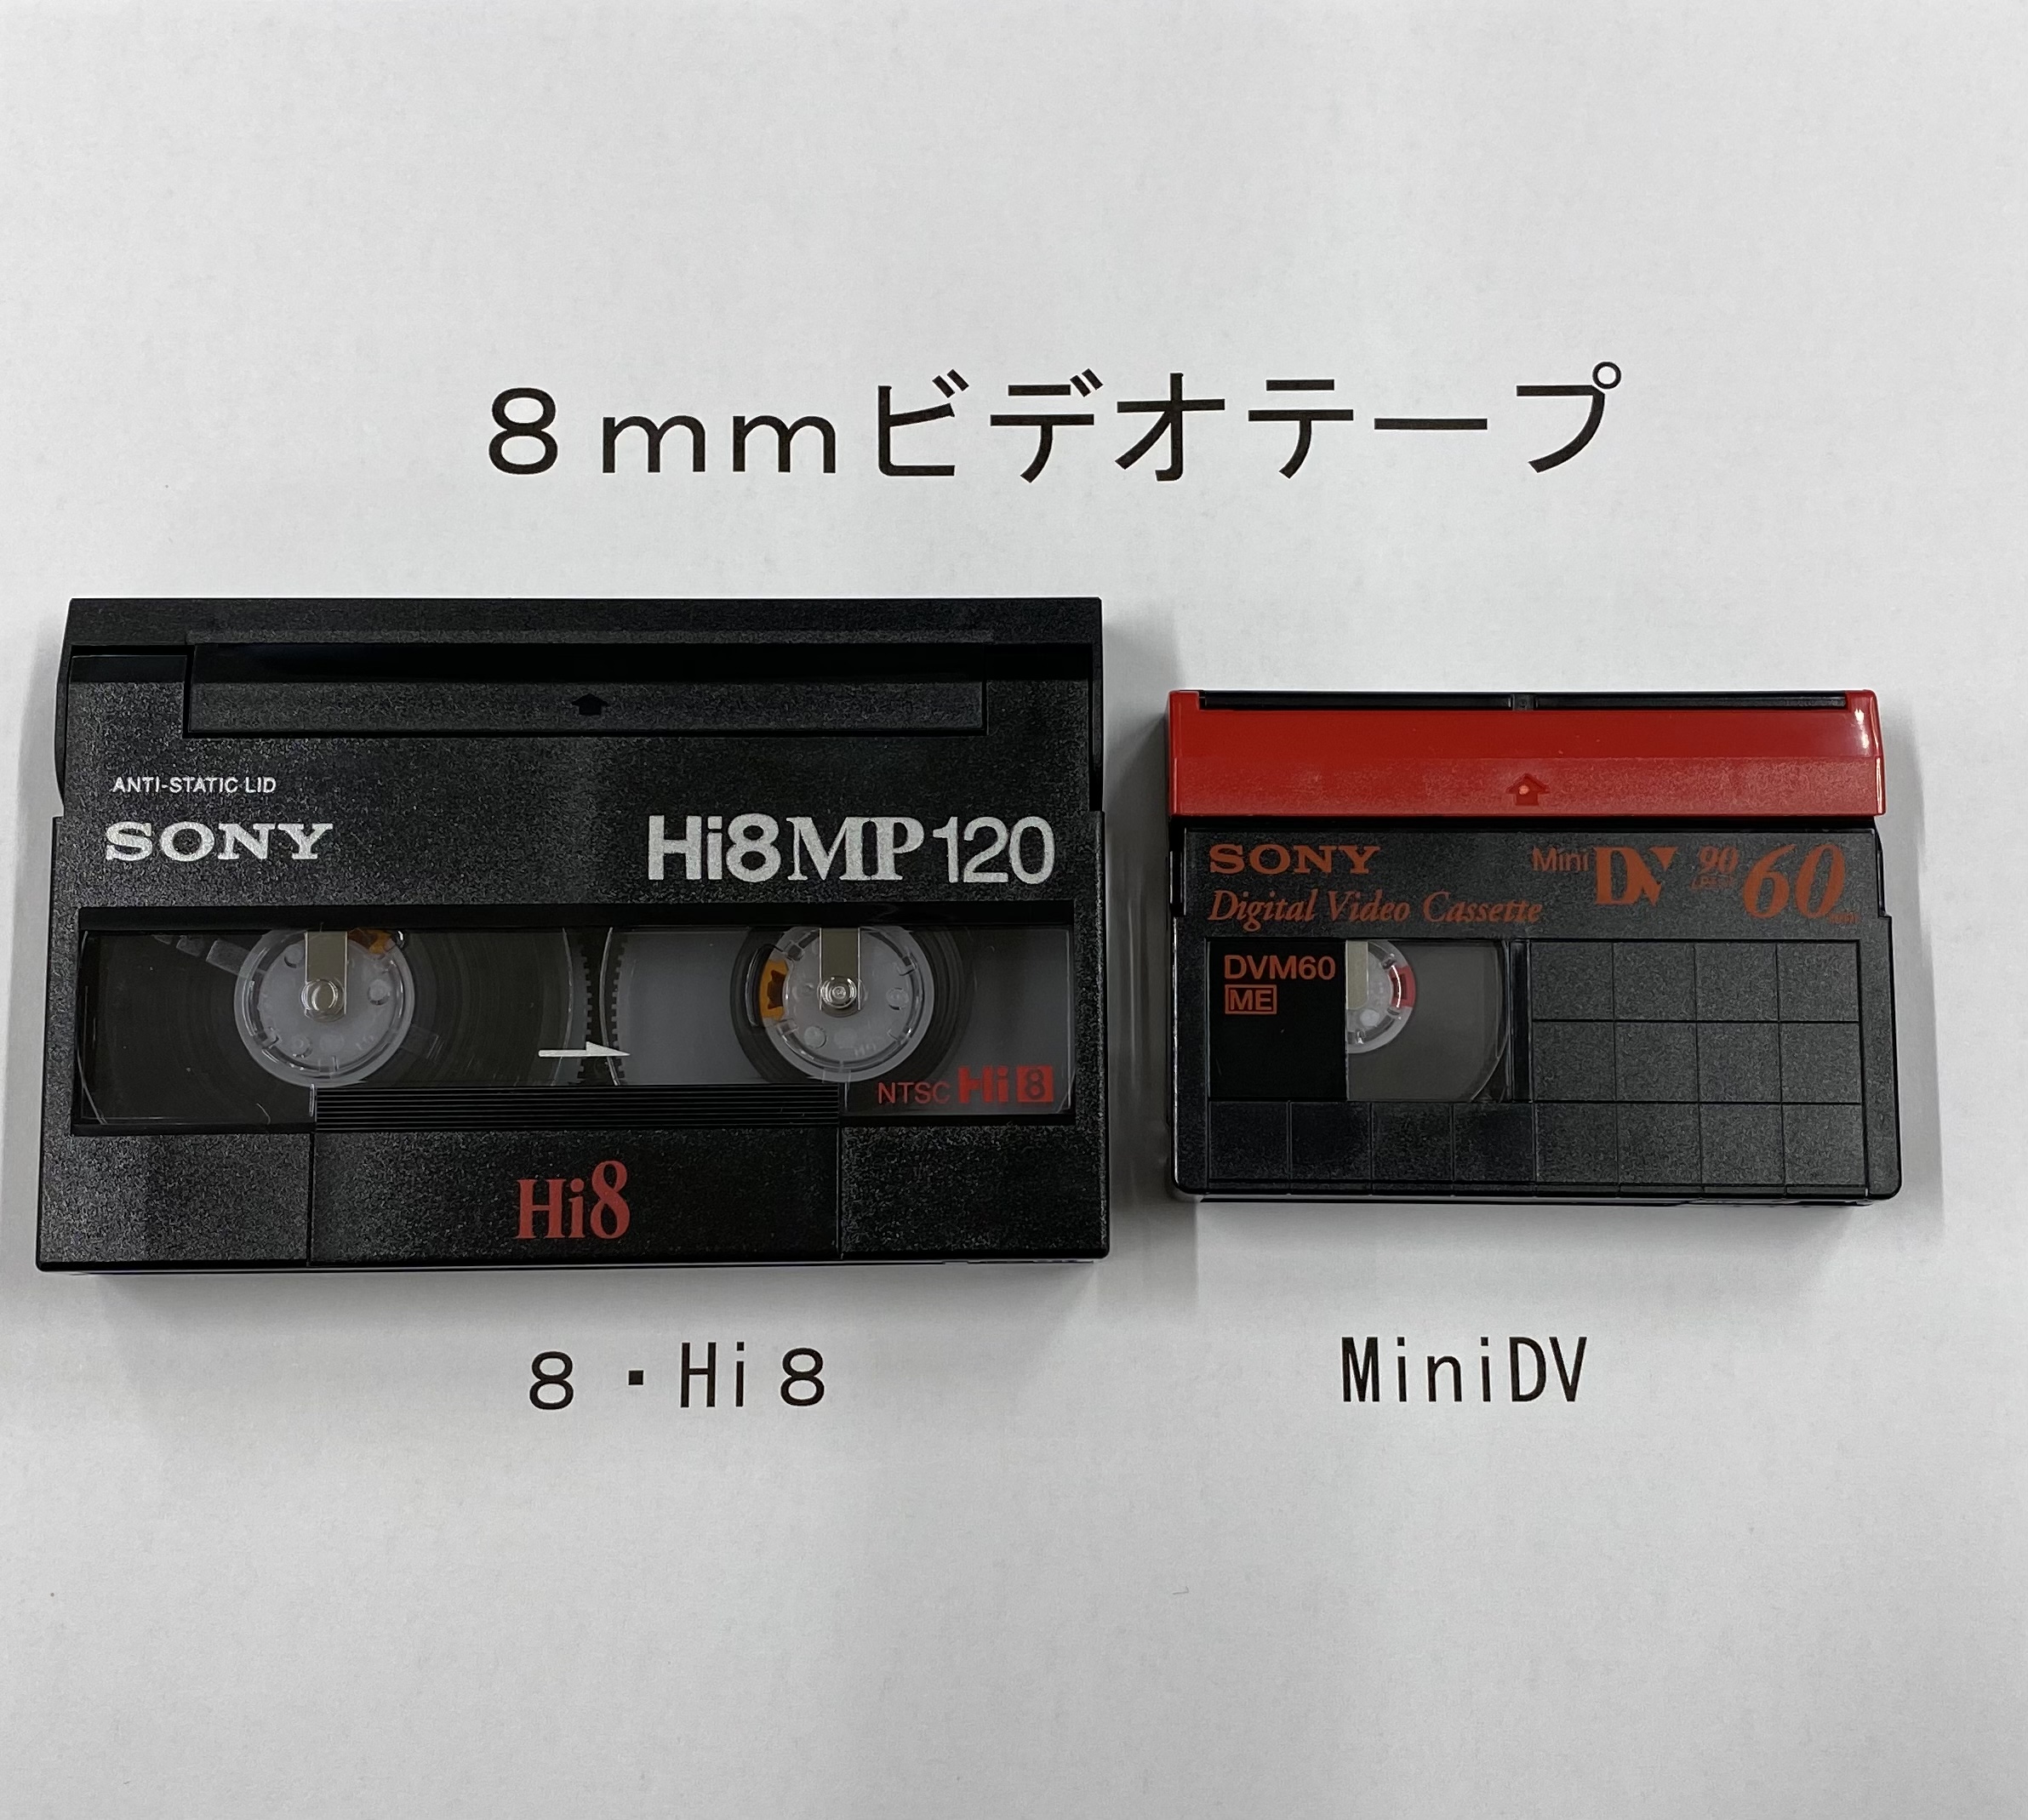 8mmビデオテープ
ANTI-STATIC LID
SONY
Hi8MP120
NTSC Hi8
Hi8
SONY
Mini DV 90 60
Digital Video Cassette
DVM60
ME
8・Hi8
MiniDV